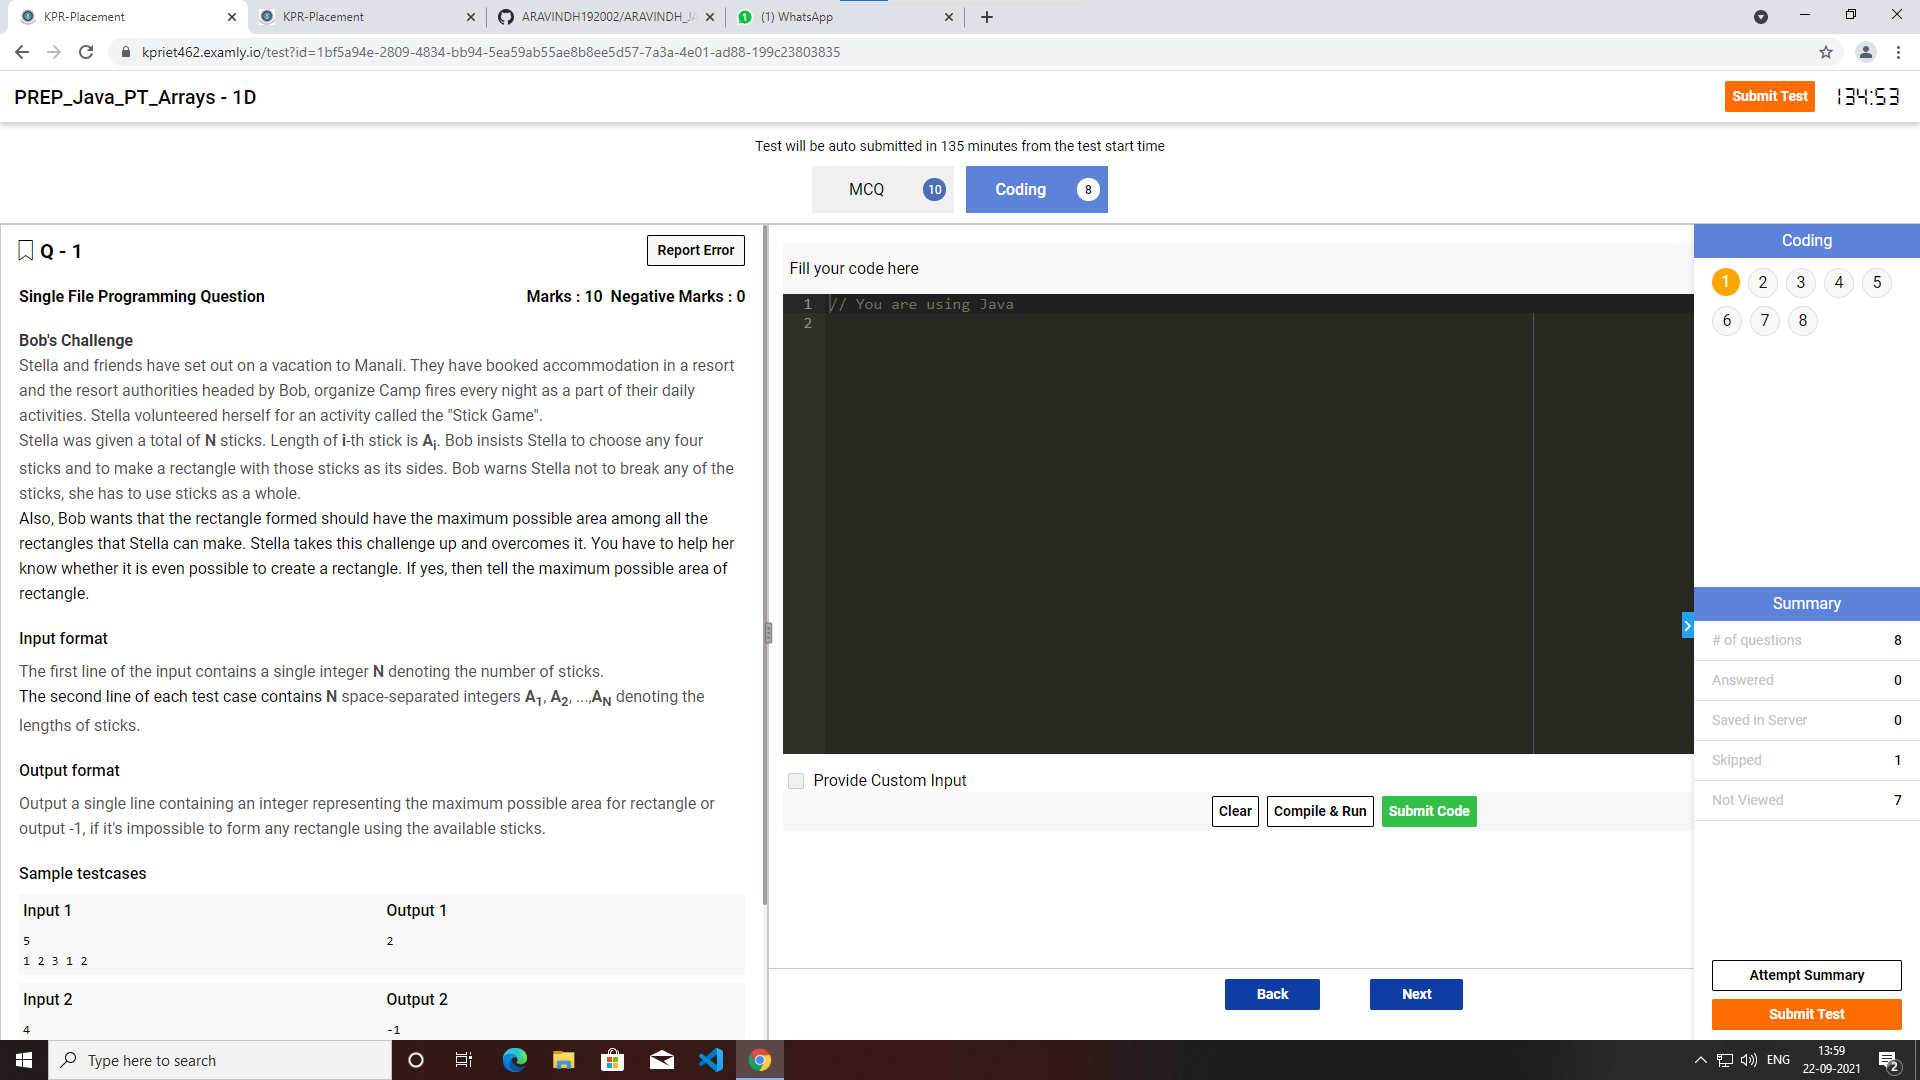 KPR-Placement
KPR-Placement
ARAVINDH192002/ARAVINDH_JA
(1) WhatsApp
kpriet462.examly.io/test?id=1bf5a94e-2809-4834-bb94-5ea59ab55ae8b8ee5d57-7a3a-4e01-ad88-199c23803835
PREP_Java_PT_Arrays - 1D
Submit Test
134:53
Test will be auto submitted in 135 minutes from the test start time
MCQ 10
Coding 8
Q - 1
Report Error
Single File Programming Question
Marks : 10 Negative Marks : 0
Bob's Challenge
Stella and friends have set out on a vacation to Manali. They have booked accommodation in a resort
and the resort authorities headed by Bob, organize Camp fires every night as a part of their daily
activities. Stella volunteered herself for an activity called the "Stick Game".
Stella was given a total of N sticks. Length of i-th stick is Ai. Bob insists Stella to choose any four
sticks and to make a rectangle with those sticks as its sides. Bob warns Stella not to break any of the
sticks, she has to use sticks as a whole.
Also, Bob wants that the rectangle formed should have the maximum possible area among all the
rectangles that Stella can make. Stella takes this challenge up and overcomes it. You have to help her
know whether it is even possible to create a rectangle. If yes, then tell the maximum possible area of
rectangle.
Input format
The first line of the input contains a single integer N denoting the number of sticks.
The second line of each test case contains N space-separated integers A1, A2, ...,AN denoting the
lengths of sticks.
Output format
Output a single line containing an integer representing the maximum possible area for rectangle or
output -1, if it's impossible to form any rectangle using the available sticks.
Sample testcases
Input 1
Output 1
5
2
1 2 3 1 2
Input 2
Output 2
4
-1
Fill your code here
1 // You are using Java
2
Provide Custom Input
Clear
Compile & Run
Submit Code
Back
Next
Coding
1 2 3 4 5
6 7 8
Summary
# of questions 8
Answered 0
Saved in Server 0
Skipped 1
Not Viewed 7
Attempt Summary
Submit Test
Type here to search
ENG
13:59
22-09-2021
2